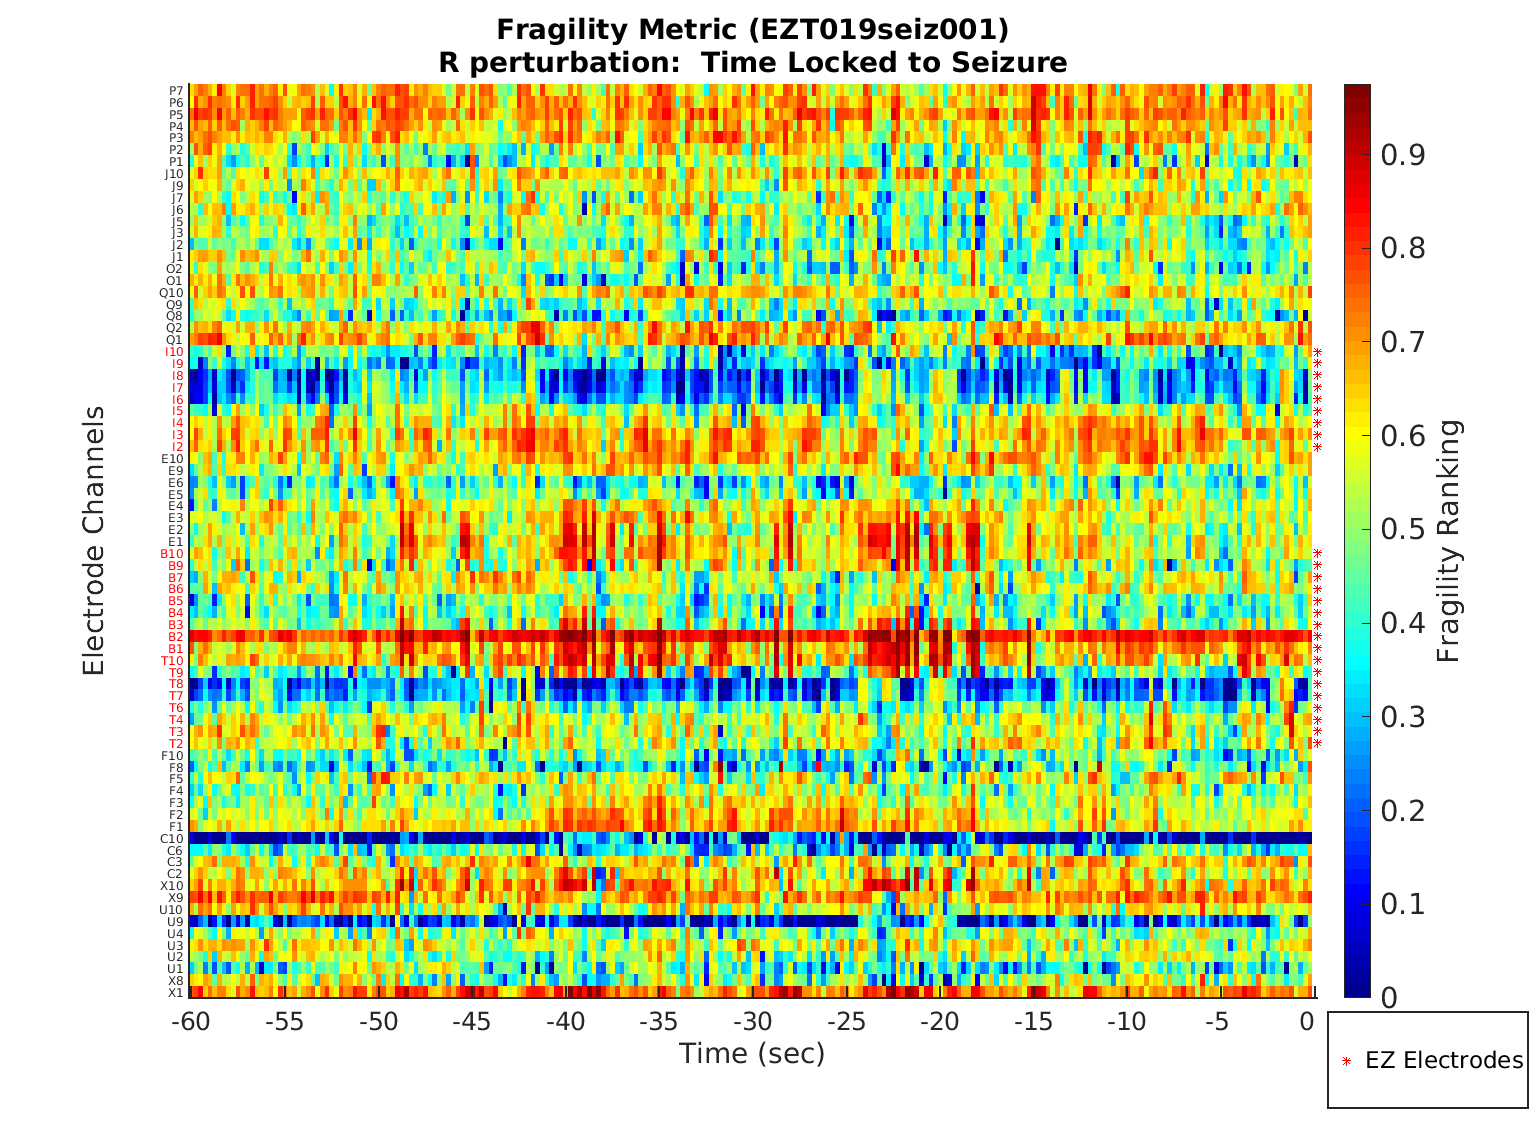 Fragility Metric (EZT019seiz001)
R perturbation:  Time Locked to Seizure
Electrode Channels
P7
P6
P5
P4
P3
P2
P1
J10
J9
J7
J6
J5
J3
J2
J1
O2
O1
Q10
Q9
Q8
Q2
Q1
I10
I9
I8
I7
I6
I5
I4
I3
I2
E10
E9
E6
E5
E4
E3
E2
E1
B10
B9
B7
B6
B5
B4
B3
B2
B1
T10
T9
T8
T7
T6
T4
T3
T2
F10
F8
F5
F4
F3
F2
F1
C10
C6
C3
C2
X10
X9
U10
U9
U4
U3
U2
U1
X8
X1
-60 -55 -50 -45 -40 -35 -30 -25 -20 -15 -10 -5 0
Time (sec)
0.9
0.8
0.7
0.6
0.5
0.4
0.3
0.2
0.1
0
Fragility Ranking
EZ Electrodes